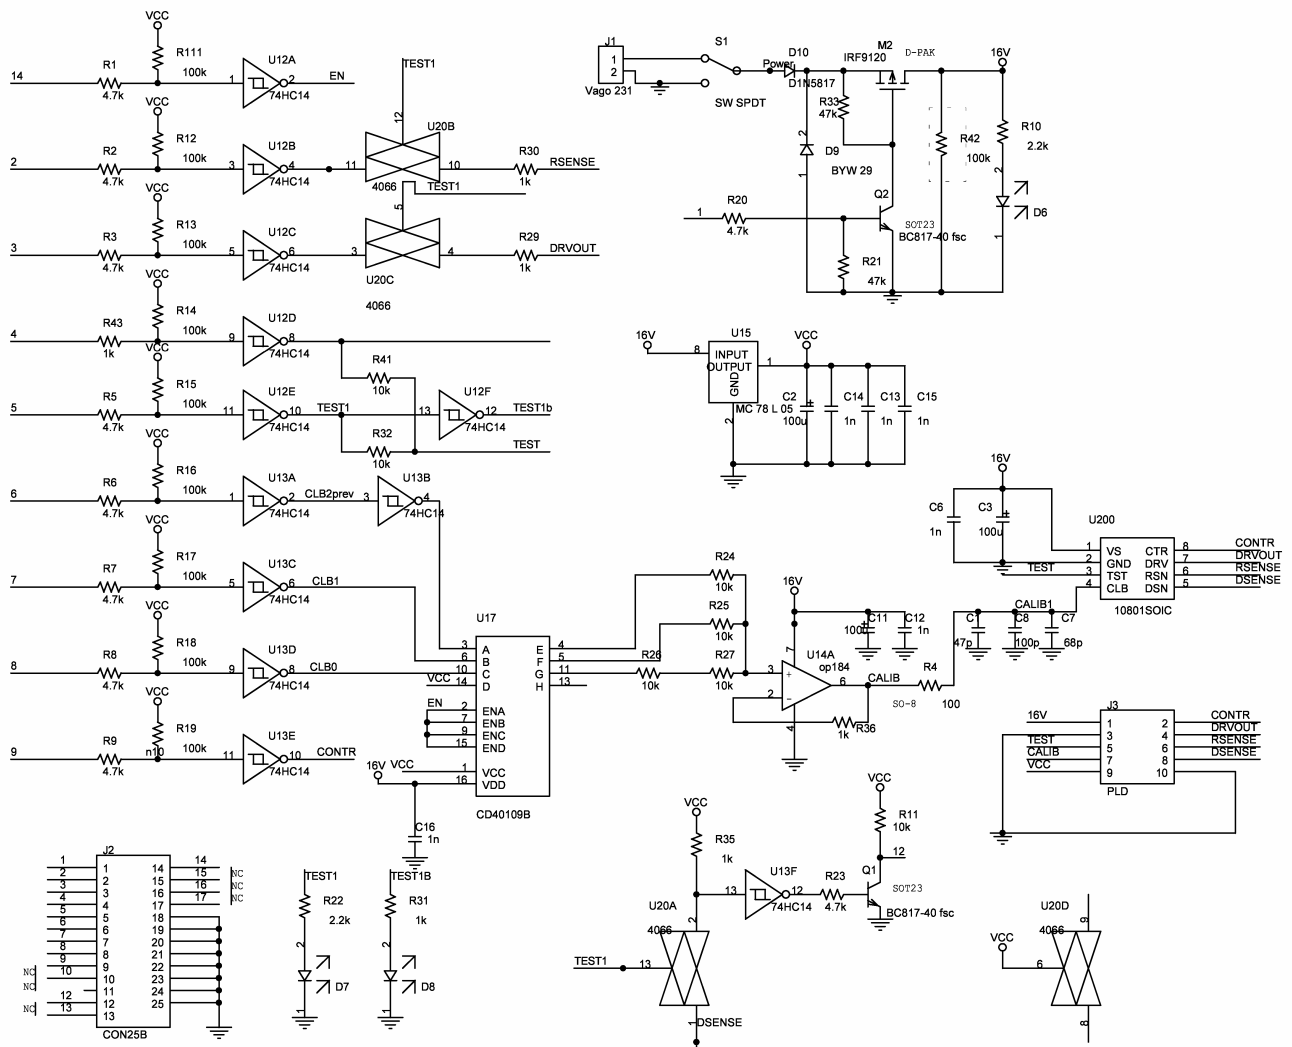 VCC
R111
100k
R1
4.7k
14
1
U12A
2
74HC14
EN
VCC
R12
100k
R2
4.7k
2
3
U12B
4
74HC14
TEST1
12
U20B
11
10
4066
R30
1k
RSENSE
TEST1
VCC
R13
100k
R3
4.7k
3
5
U12C
6
74HC14
5
3
4
U20C
4066
R29
1k
DRVOUT
VCC
R14
100k
R43
1k
4
9
U12D
8
74HC14
R41
10k
VCC
R15
100k
R5
4.7k
5
11
U12E
10
74HC14
TEST1
13
U12F
12
74HC14
TEST1b
R32
10k
TEST
VCC
R16
100k
R6
4.7k
6
1
U13A
2
74HC14
CLB2prev
3
U13B
4
74HC14
VCC
R17
100k
R7
4.7k
7
5
U13C
6
74HC14
CLB1
VCC
R18
100k
R8
4.7k
8
9
U13D
8
74HC14
CLB0
VCC
R19
100k
R9
4.7k
n10
9
11
U13E
10
74HC14
CONTR
U17
3 A E 4
6 B F 5
10 C G 11
VCC 14 D H 13
EN
2 ENA
7 ENB
9 ENC
15 END
16V
VCC 1 VCC
16 VDD
CD40109B
C16
1n
J1
1
2
Vago 231
S1
SW SPDT
Power
D10
D1N5817
M2
IRF9120
D-PAK
16V
R33
47k
2
D9
1
BYW 29
R42
100k
R10
2.2k
2
D6
1
1
R20
4.7k
Q2
SOT23
BC817-40 fsc
R21
47k
16V
8
U15
INPUT
OUTPUT
GND
1
2
MC 78 L 05
VCC
C2
100u
C14
1n
C13
1n
C15
1n
16V
C6
1n
C3
100u
U200
1 VS CTR 8 CONTR
2 GND DRV 7 DRVOUT
TEST 3 TST RSN 6 RSENSE
4 CLB DSN 5 DSENSE
10801SOIC
R24
10k
R25
10k
R26
10k
R27
10k
16V
7
C11
100u
C12
1n
U14A
op184
3
2
+
−
6
4
CALIB
R36
1k
R4
100
SO-8
CALIB1
47p
C8
100p
C7
68p
J3
16V 1 2 CONTR
3 4 DRVOUT
TEST 5 6 RSENSE
CALIB 7 8 DSENSE
VCC 9 10
PLD
J2
1 1 14 14
2 2 15 15 NC
3 3 16 16 NC
4 4 17 17 NC
5 5 18
6 6 19
7 7 20
8 8 21
9 9 22
NC 10 10 23
NC 11 24
NC 12 12 25
13 13
CON25B
TEST1
R22
2.2k
2
D7
1
TEST1B
R31
1k
2
D8
1
VCC
R35
1k
13
U13F
12
74HC14
R23
4.7k
VCC
R11
10k
12
Q1
SOT23
BC817-40 fsc
U20A
4066
2
TEST1
13
1
DSENSE
U20D
4066
9
VCC
6
8